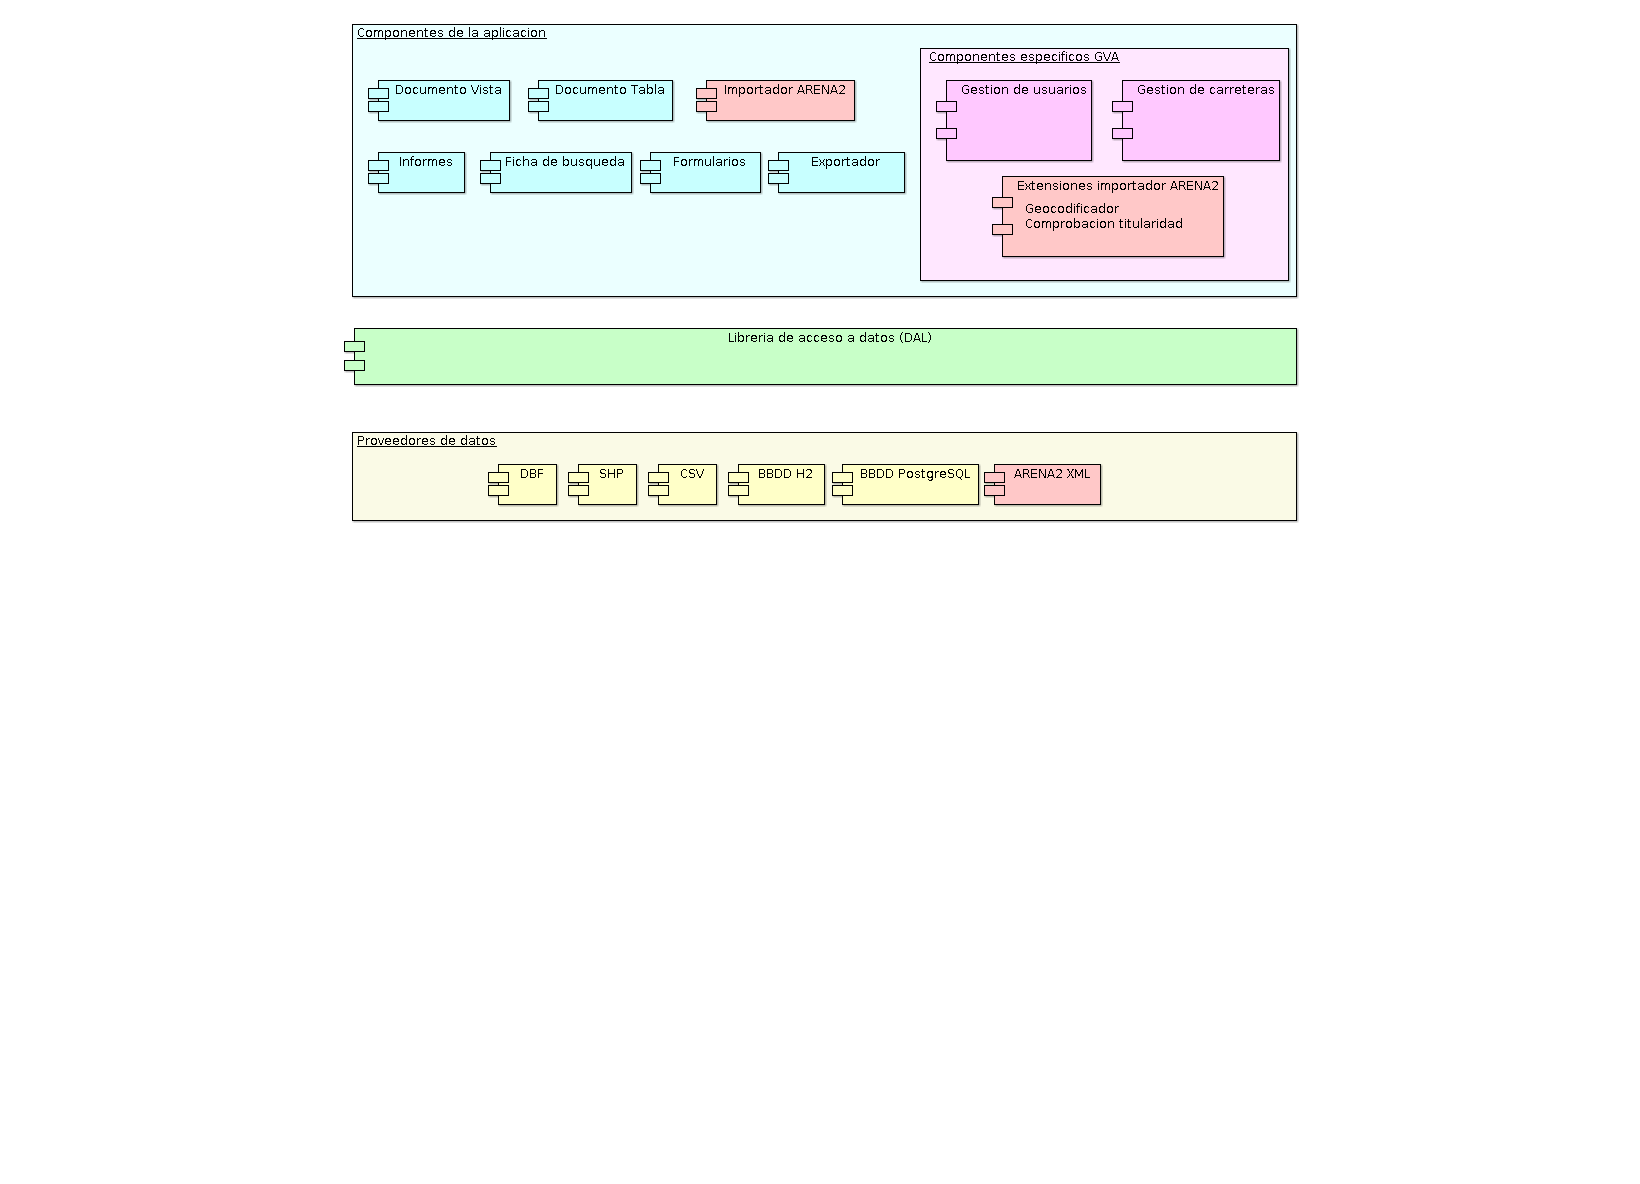 Componentes de la aplicacion
Componentes especificos GVA
Documento Vista
Documento Tabla
Importador ARENA2
Gestion de usuarios
Gestion de carreteras
Informes
Ficha de busqueda
Formularios
Exportador
Extensiones importador ARENA2
Geocodificador
Comprobacion titularidad
Libreria de acceso a datos (DAL)
Proveedores de datos
DBF
SHP
CSV
BBDD H2
BBDD PostgreSQL
ARENA2 XML